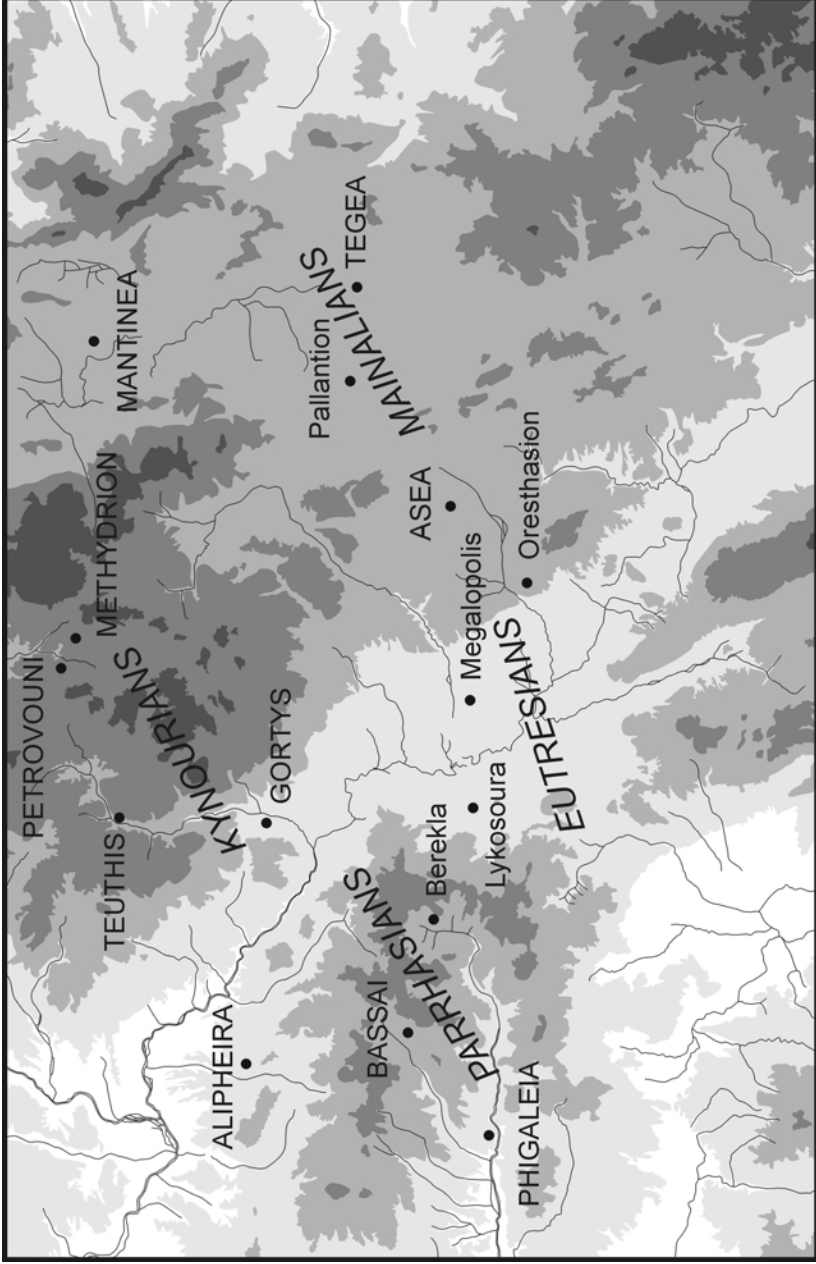 PETROVOUNI
METHYDRION
TEUTHIS
MANTINEA
KYNOURIANS
ALIPHEIRA
GORTYS
Pallantion
TEGEA
MAINALIANS
BASSAI
PARRHASIANS
ASEA
Berekla
Megalopolis
Lykosoura
PHIGALEIA
EUTRESIANS
Oresthasion